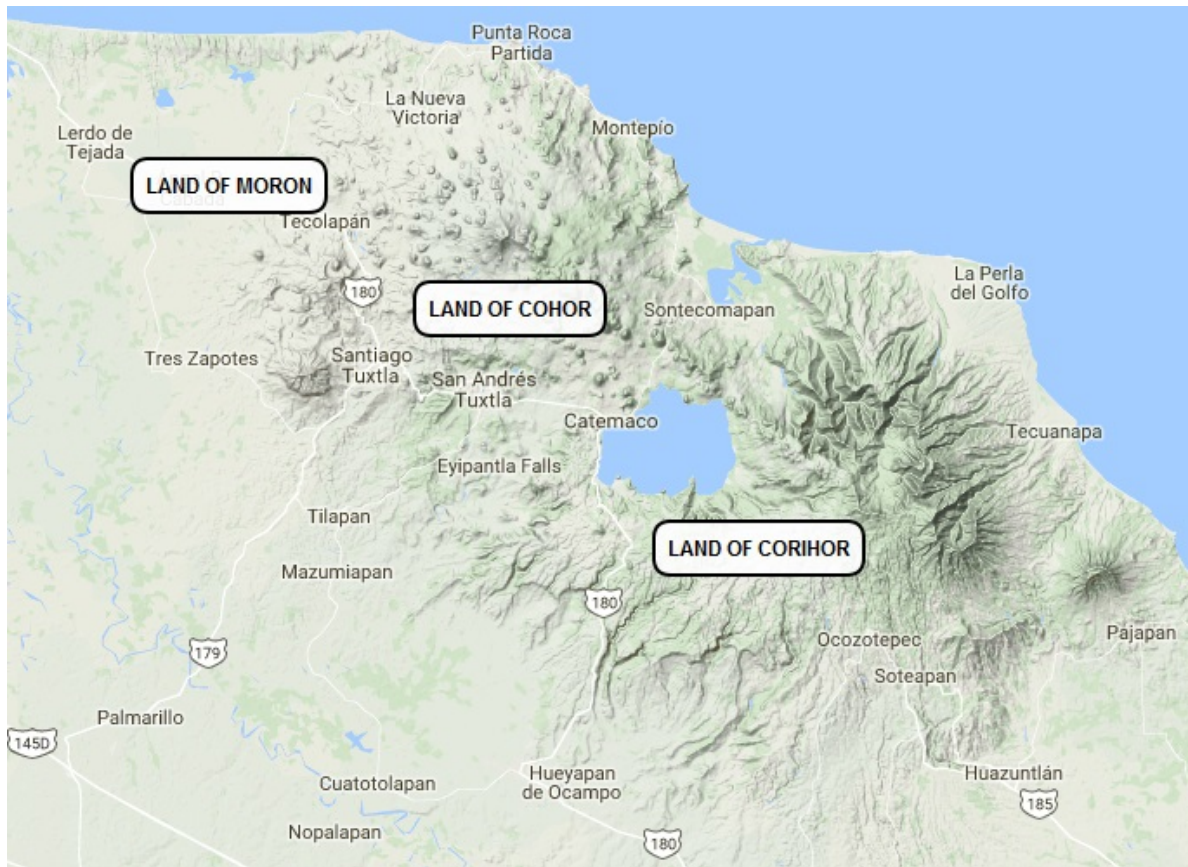 Punta Roca
Partida
La Nueva
Victoria
Montepío
Lerdo de
Tejada
LAND OF MORON
Cabada
Tecolapán
La Perla
del Golfo
180
LAND OF COHOR
Sontecomapan
Tres Zapotes
Santiago
Tuxtla
San Andrés
Tuxtla
Catemaco
Tecuanapa
Eyipantla Falls
Tilapan
LAND OF CORIHOR
Mazumiapan
180
Ocozotepec
Pajapan
179
Soteapan
Palmarillo
145D
Cuatotolapan
Hueyapan
de Ocampo
Huazuntlán
185
Nopalapan
180